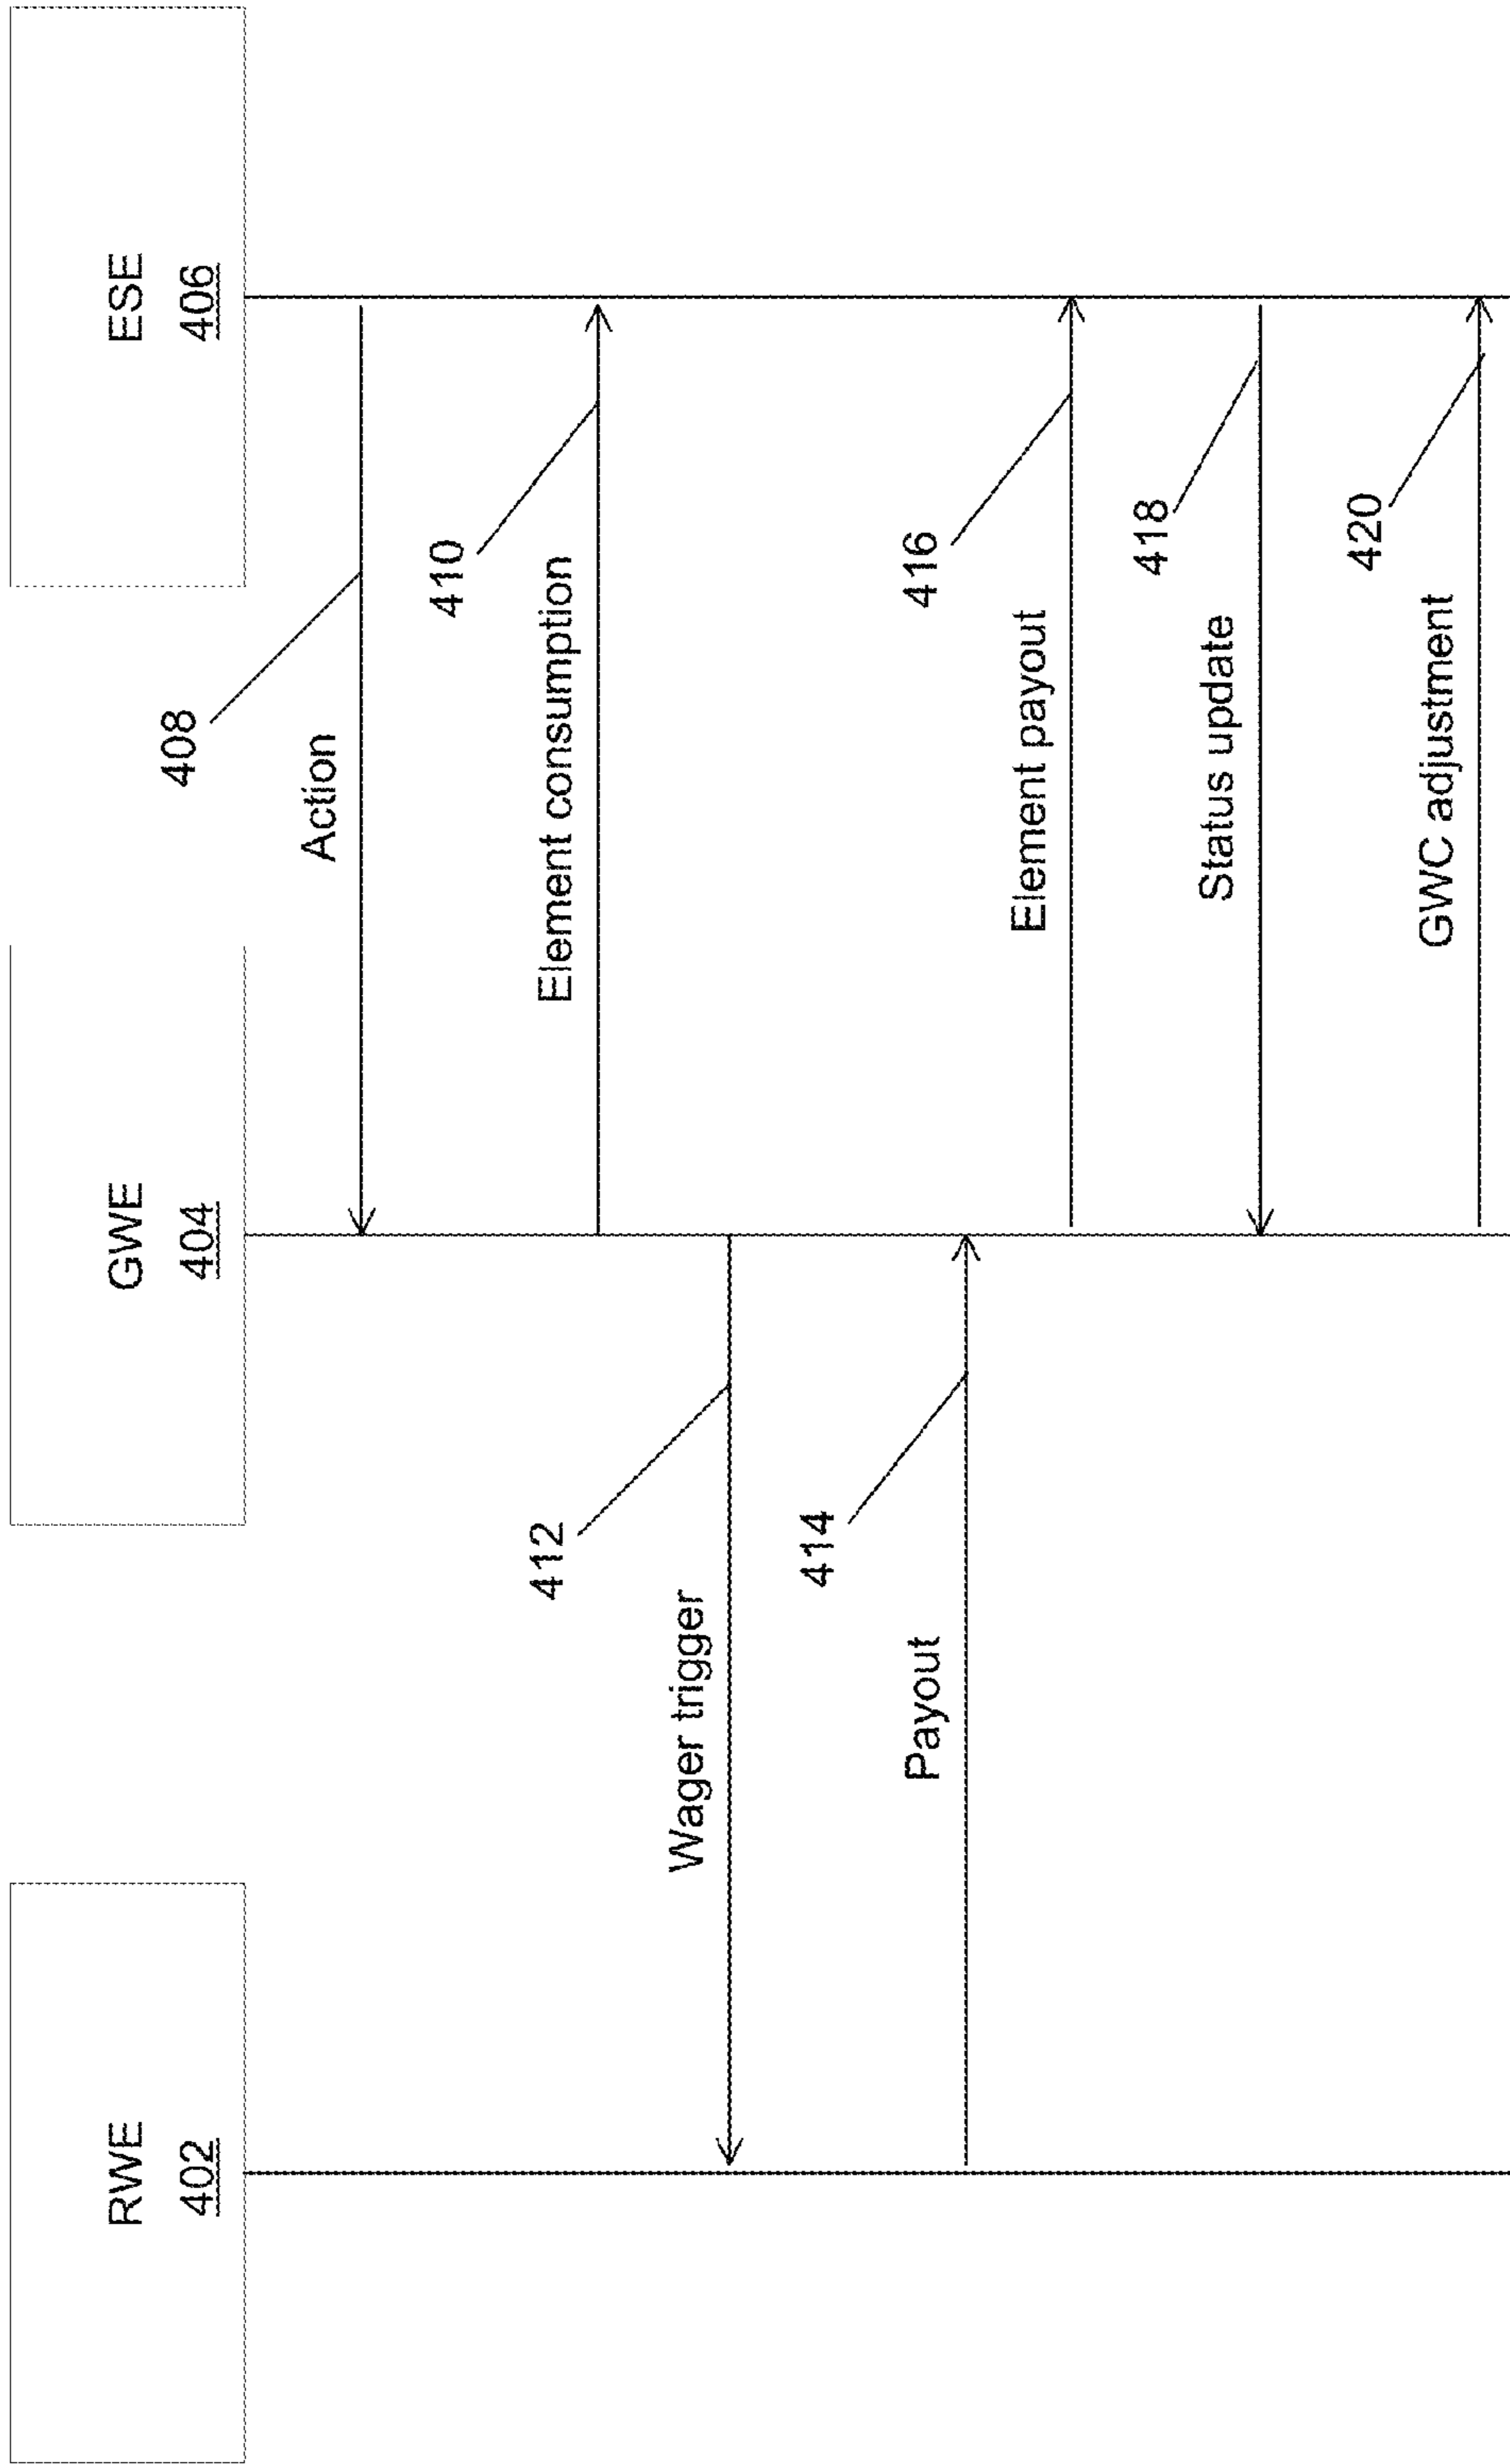 RWE
402
GWE
404
ESE
406
408
Action
410
Element consumption
412
Wager trigger
414
Payout
416
Element payout
418
Status update
420
GWC adjustment